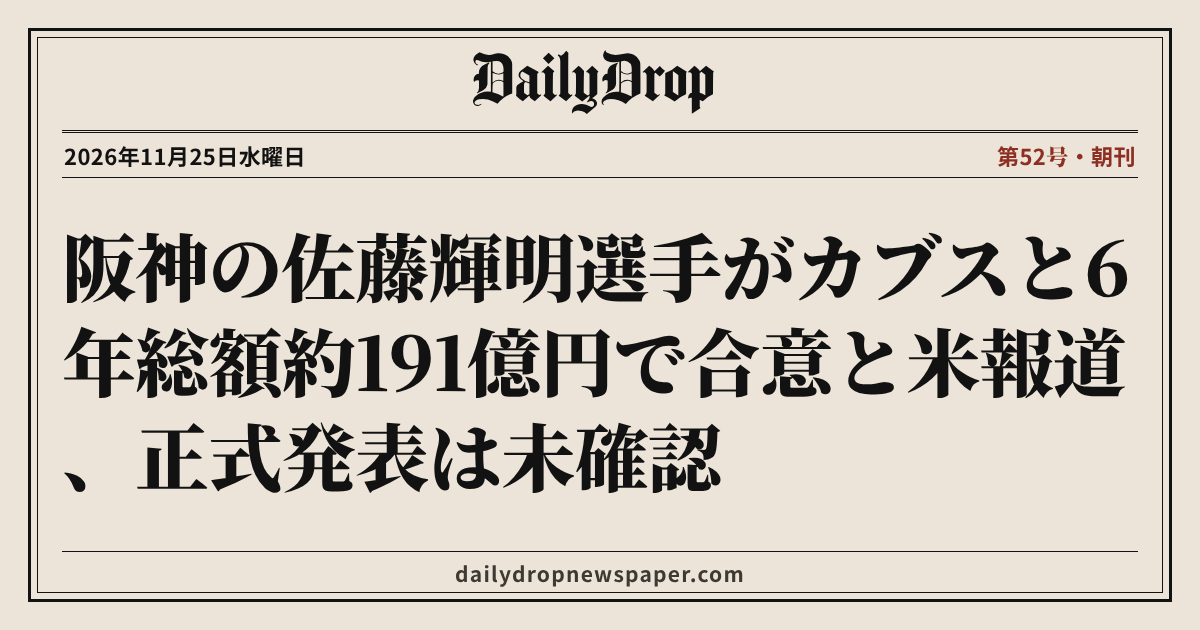 DailyDrop
2026年11月25日水曜日
第52号・朝刊
阪神の佐藤輝明選手がカブスと6
年総額約191億円で合意と米報道
、正式発表は未確認
dailydropnewspaper.com